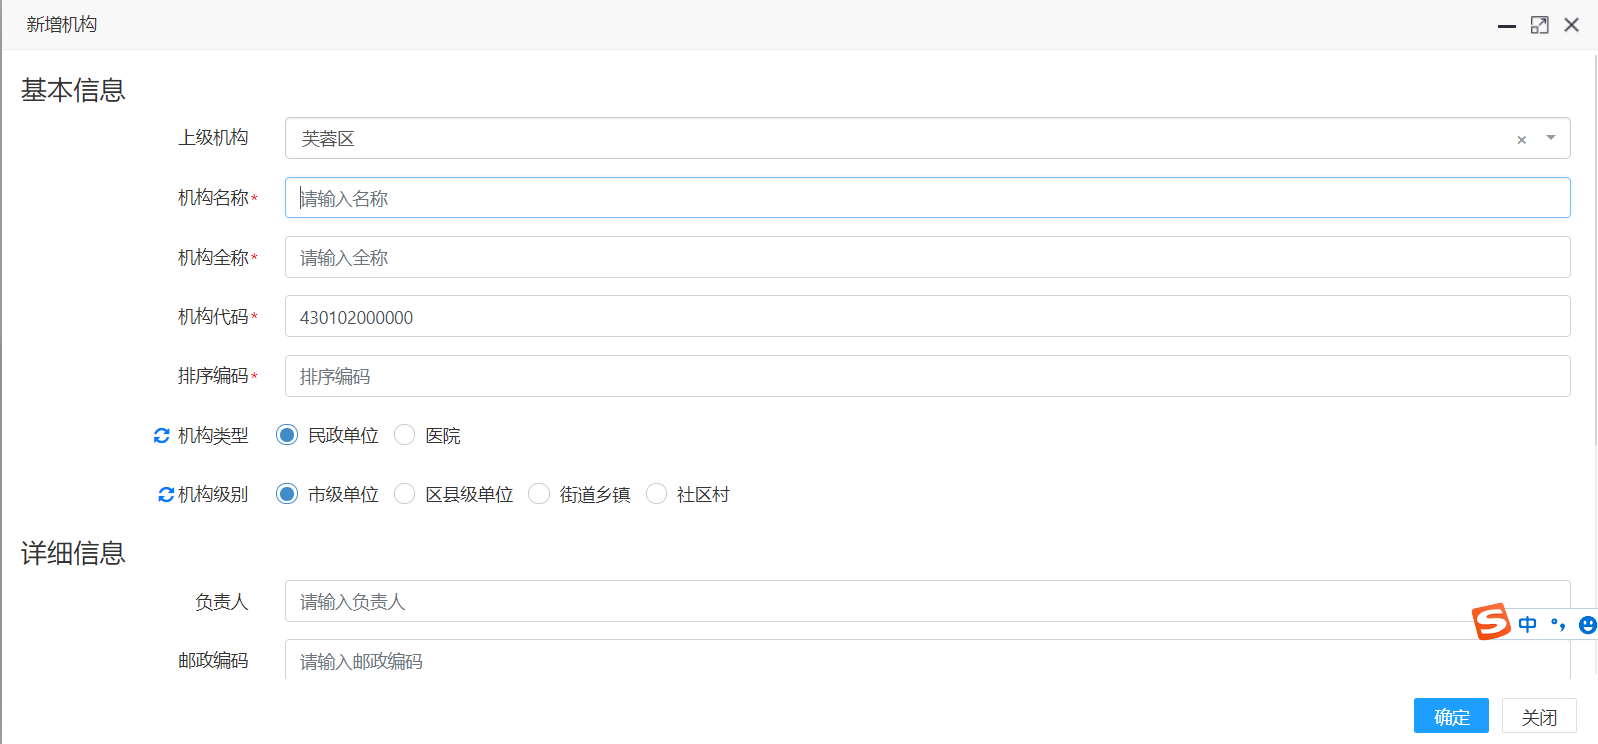 新增机构
基本信息
上级机构 芙蓉区 ×
机构名称* 请输入名称
机构全称* 请输入全称
机构代码* 430102000000
排序编码* 排序编码
机构类型 民政单位 医院
机构级别 市级单位 区县级单位 街道乡镇 社区村
详细信息
负责人 请输入负责人
S 中 °,
邮政编码 请输入邮政编码
确定 关闭